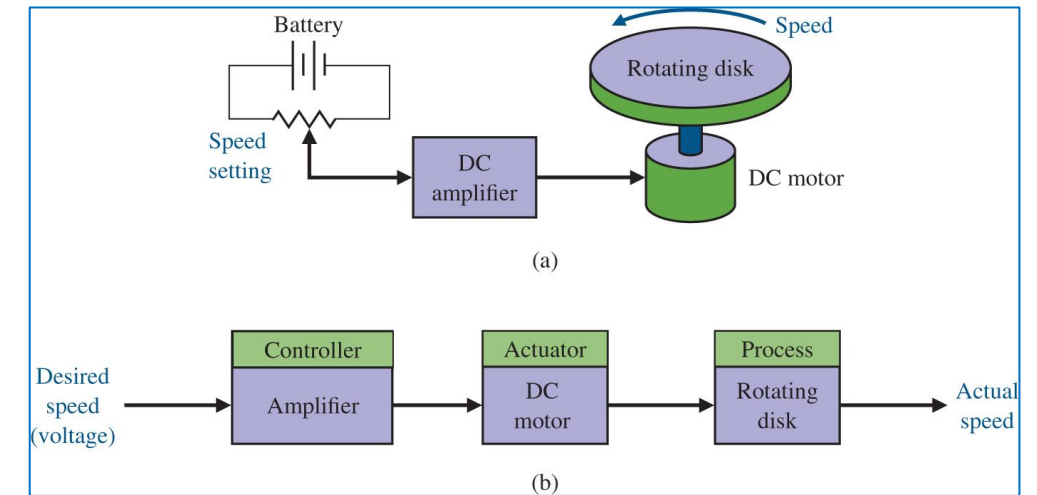 Battery
Speed
Rotating disk
Speed
setting
DC
amplifier
DC motor
(a)
Controller
Actuator
Process
Desired
speed
(voltage)
Amplifier
DC
motor
Rotating
disk
Actual
speed
(b)